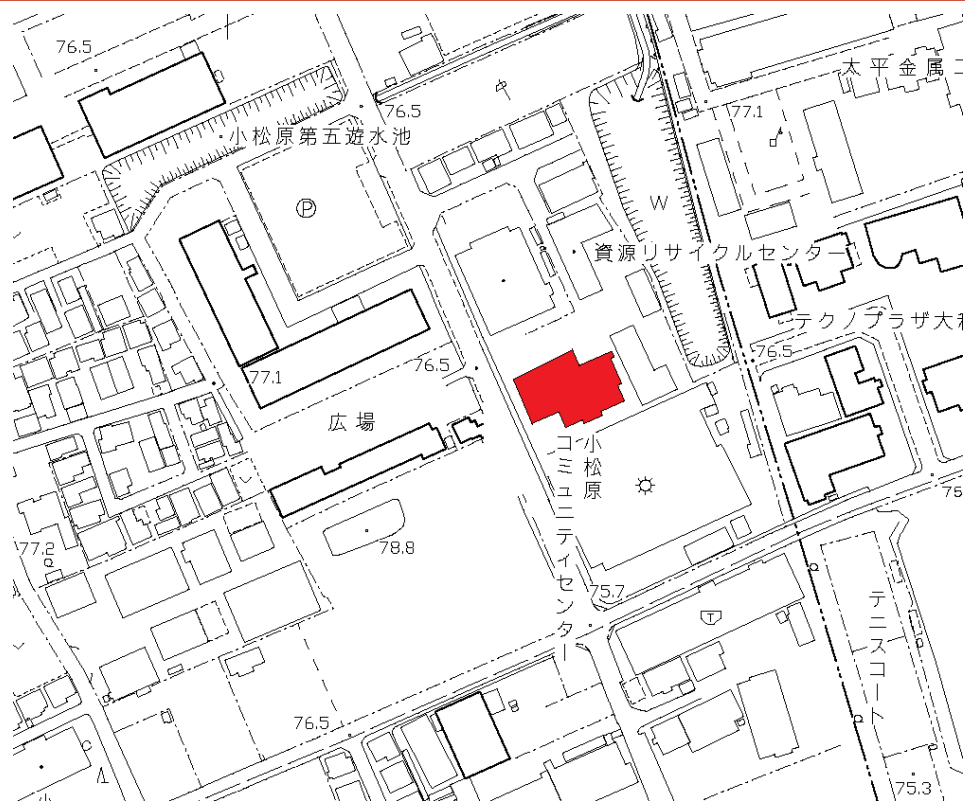 76.5
太平金属工
76.5
77.1
小松原第五遊水池
P
W
資源リサイクルセンター
テクノプラザ大和
76.5
76.5
77.1
広場
小松原
コミュニティセンター
77.2
78.8
75.7
T
テニスコート
76.5
75.3